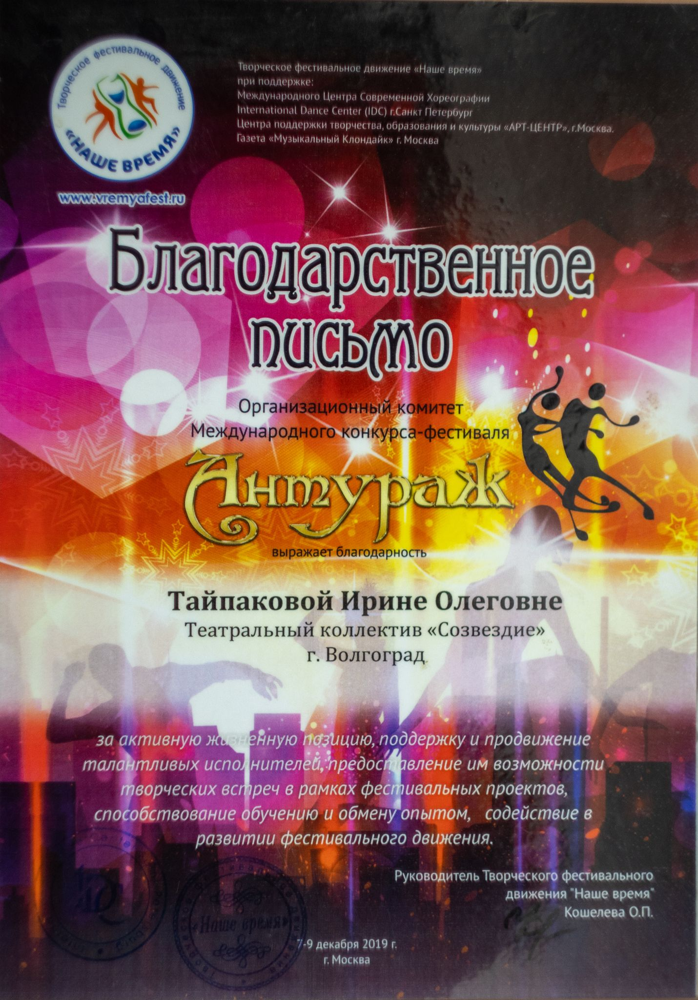 Творческое фестивальное движение
«НАШЕ ВРЕМЯ»
www.vremyafest.ru
Творческое фестивальное движение «Наше время»
при поддержке:
Международного Центра Современной Хореографии
International Dance Center (IDC) г.Санкт Петербург
Центра поддержки творчества, образования и культуры «АРТ-ЦЕНТР», г.Москва.
Газета «Музыкальный Клондайк» г. Москва
Благодарственное
письмо
Организационный комитет
Международного конкурса-фестиваля
Антураж
выражает благодарность
Тайпаковой Ирине Олеговне
Театральный коллектив «Созвездие»
г. Волгоград
за активную жизненную позицию, поддержку и продвижение
талантливых исполнителей, предоставление им возможности
творческих встреч в рамках фестивальных проектов,
способствование обучению и обмену опытом, содействие в
развитии фестивального движения.
Руководитель Творческого фестивального
движения "Наше время"
Кошелева О.П.
«Наше время»
7-9 декабря 2019 г.
г. Москва